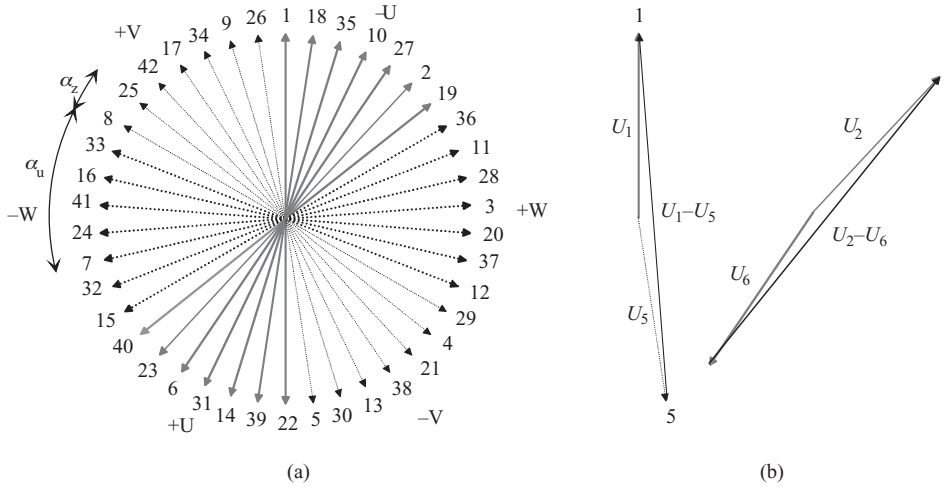 26 1 18 35 –U
+V 34 9 10
17 27
42 2
α_z 25 19
8 36
33 11
α_u 16 28
–W 41 3 +W
24 20
7 37
32 12
15 29
40 4
23 21
6 38
31 14 39 22 5 30 13
+U –V
(a)
1
U_1
U_2
U_1–U_5
U_2–U_6
U_6
U_5
5
(b)